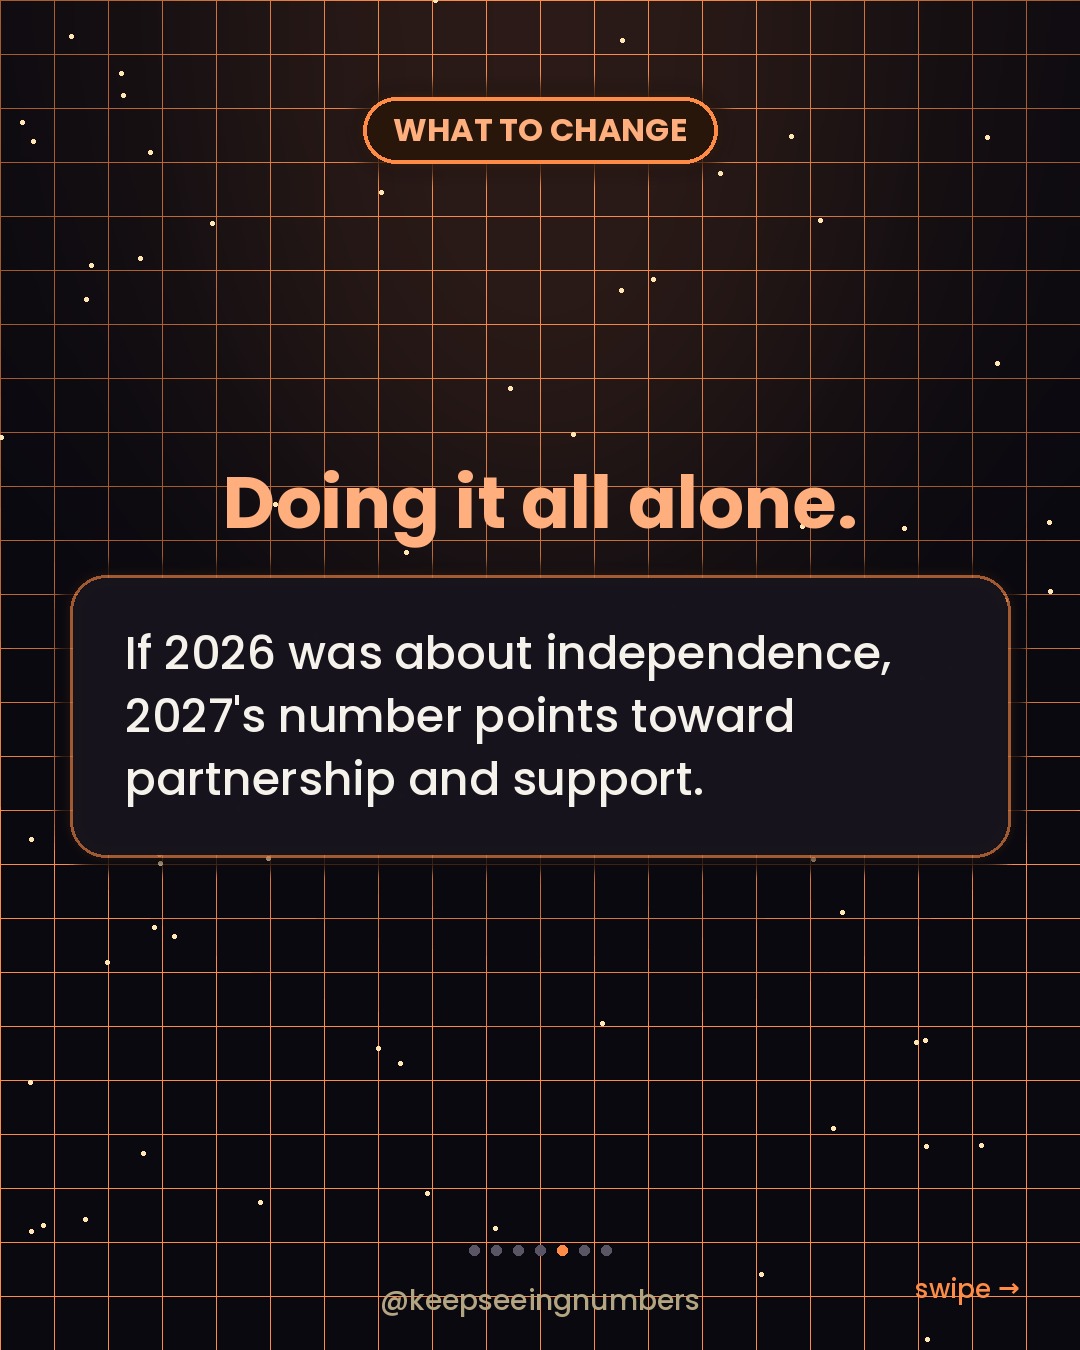 WHAT TO CHANGE
Doing it all alone.
If 2026 was about independence,
2027's number points toward
partnership and support.
@keepseeingnumbers
swipe →